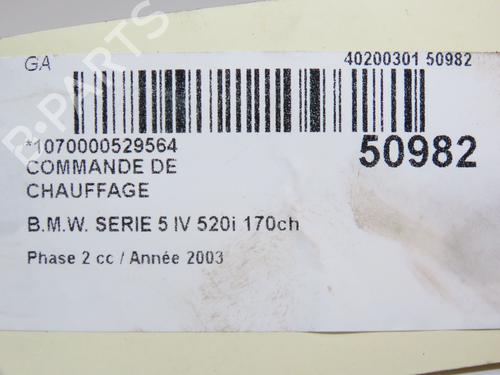 GA
40200301 50982
*1070000529564
50982
COMMANDE DE
CHAUFFAGE
B.M.W. SERIE 5 IV 520i 170ch
Phase 2 cc / Année 2003
B-PARTS